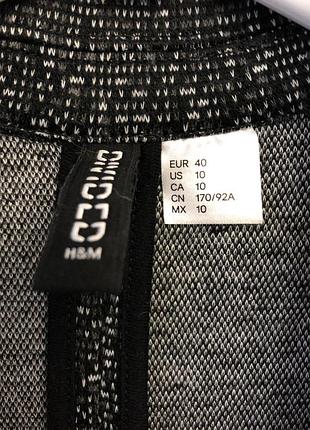 DIVIDED
H&M
EUR 40
US 10
CA 10
CN 170/92A
MX 10